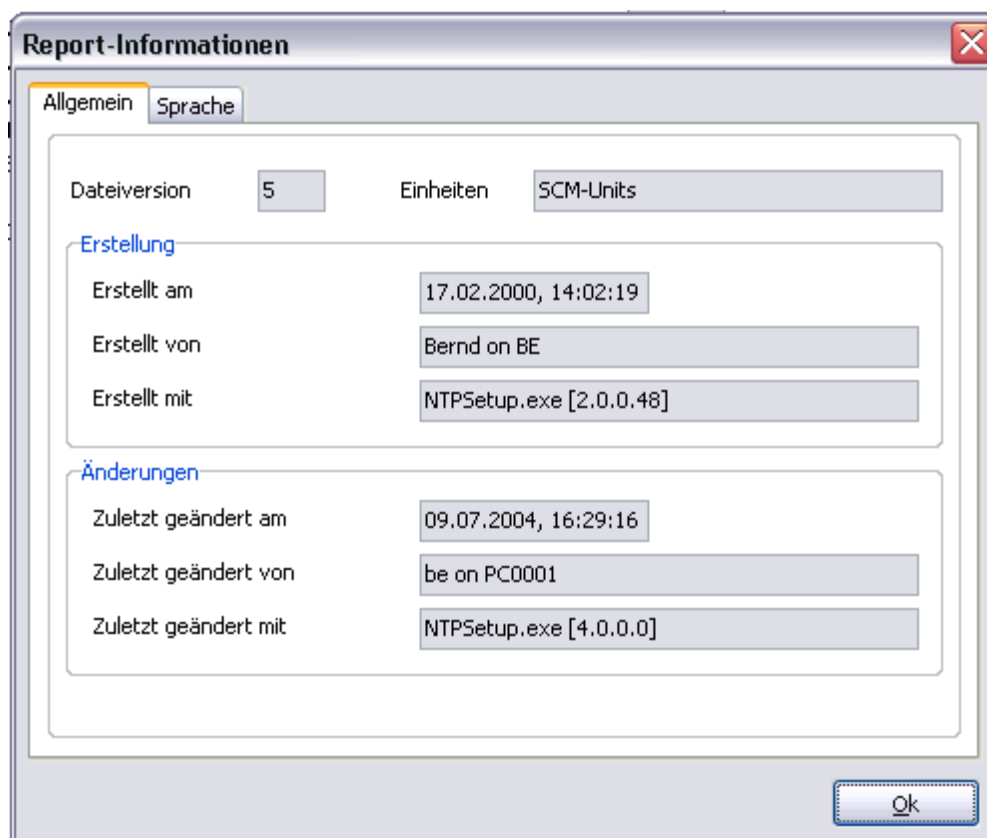 Report-Informationen
Allgemein Sprache
Dateiversion 5 Einheiten SCM-Units
Erstellung
Erstellt am 17.02.2000, 14:02:19
Erstellt von Bernd on BE
Erstellt mit NTPSetup.exe [2.0.0.48]
Änderungen
Zuletzt geändert am 09.07.2004, 16:29:16
Zuletzt geändert von be on PC0001
Zuletzt geändert mit NTPSetup.exe [4.0.0.0]
Ok